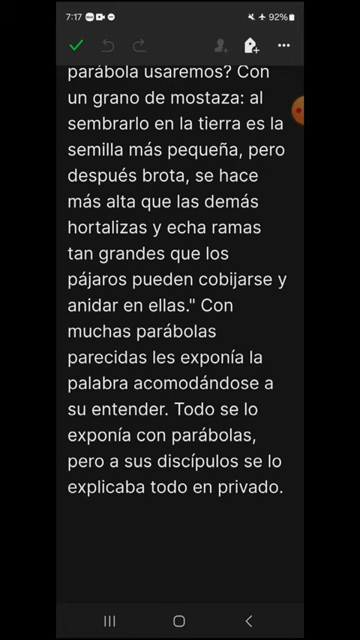 7:17
92%
parábola usaremos? Con
un grano de mostaza: al
sembrarlo en la tierra es la
semilla más pequeña, pero
después brota, se hace
más alta que las demás
hortalizas y echa ramas
tan grandes que los
pájaros pueden cobijarse y
anidar en ellas." Con
muchas parábolas
parecidas les exponía la
palabra acomodándose a
su entender. Todo se lo
exponía con parábolas,
pero a sus discípulos se lo
explicaba todo en privado.